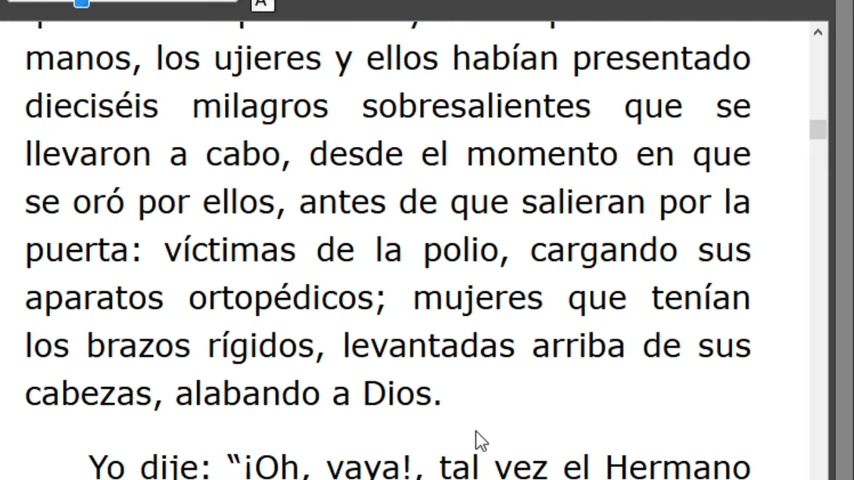 A
manos, los ujieres y ellos habían presentado
dieciséis milagros sobresalientes que se
llevaron a cabo, desde el momento en que
se oró por ellos, antes de que salieran por la
puerta: víctimas de la polio, cargando sus
aparatos ortopédicos; mujeres que tenían
los brazos rígidos, levantadas arriba de sus
cabezas, alabando a Dios.
Yo dije: “¡Oh, vaya!, tal vez el Hermano